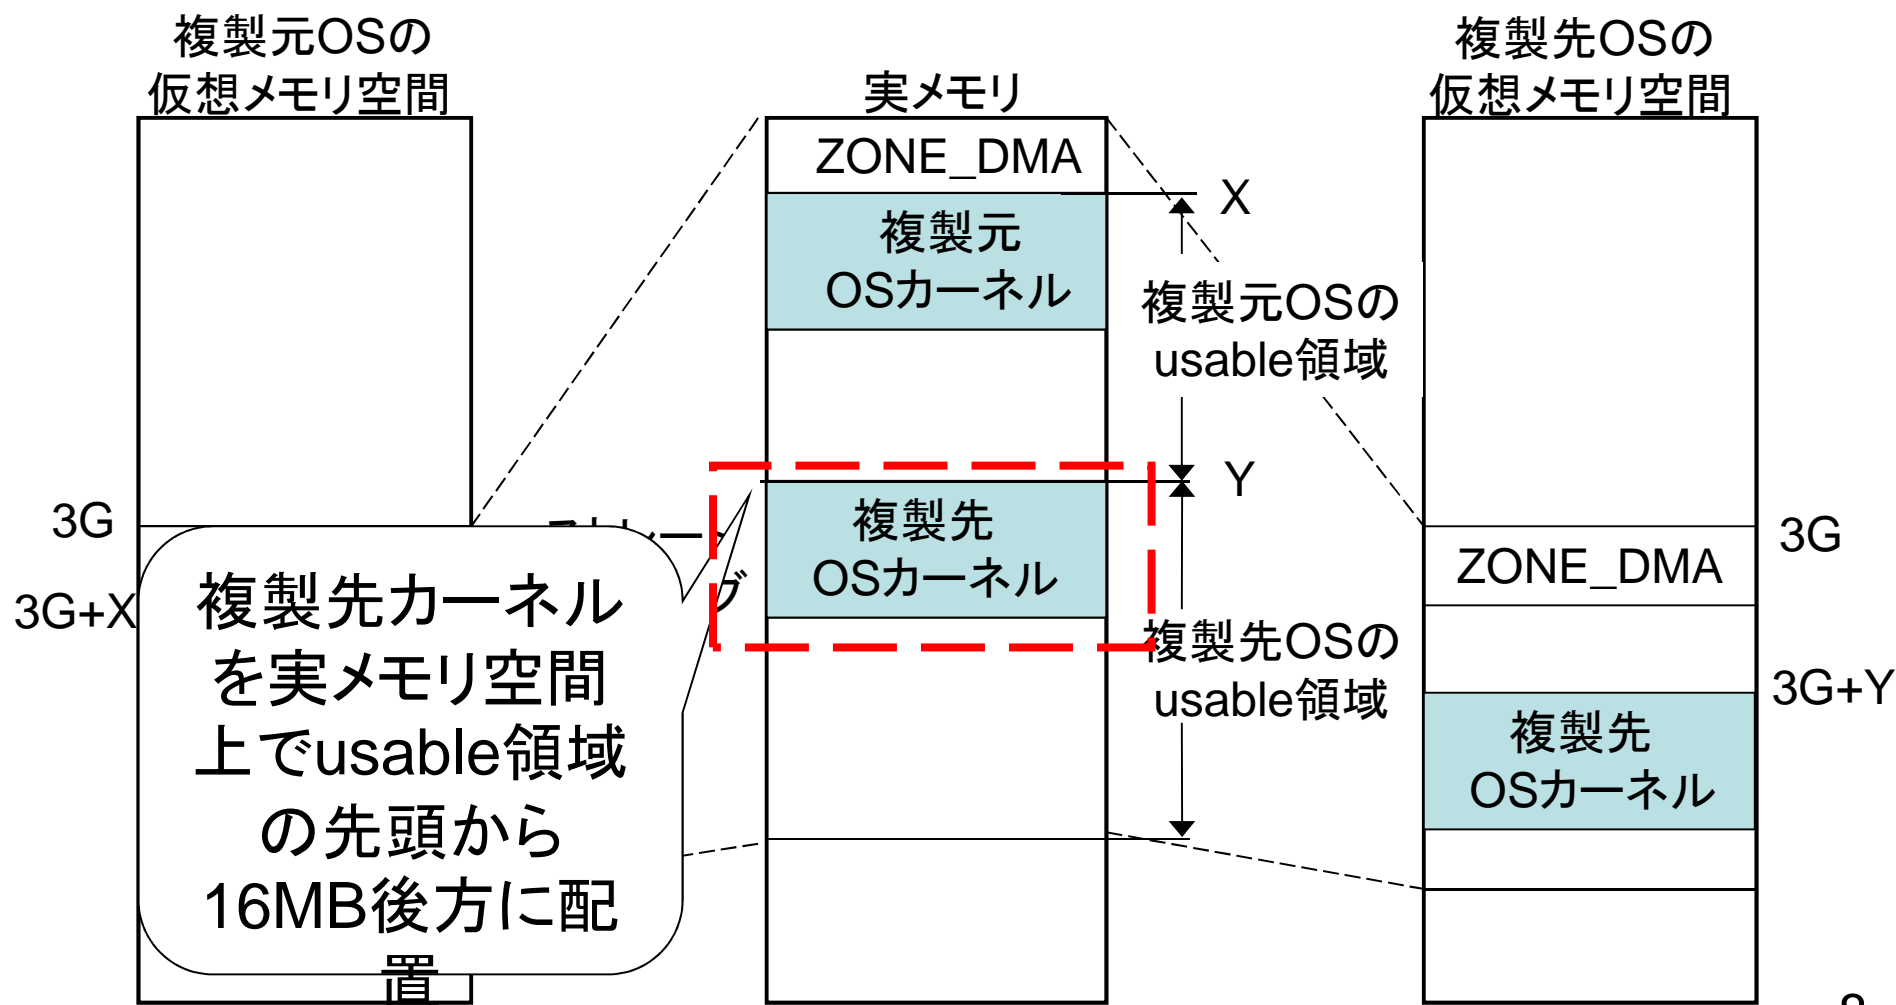 複製元OSの
仮想メモリ空間
3G
3G+X
複製先カーネル
を実メモリ空間
上でusable領域
の先頭から
16MB後方に配
置
実メモリ
ZONE_DMA
複製元
OSカーネル
複製先
OSカーネル
X
複製元OSの
usable領域
Y
複製先OSの
usable領域
複製先OSの
仮想メモリ空間
3G
ZONE_DMA
3G+Y
複製先
OSカーネル